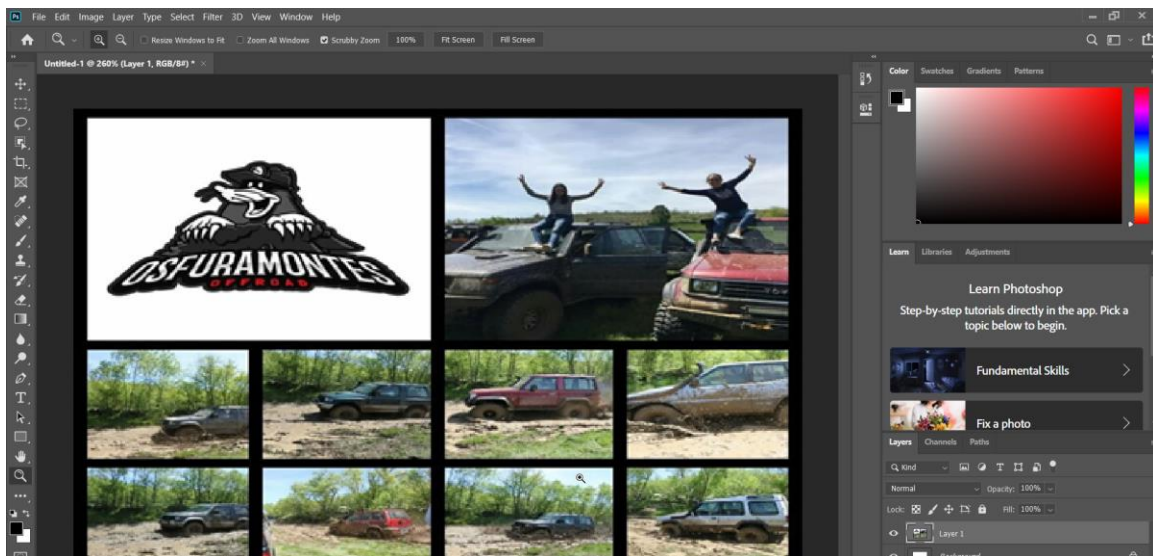 Ps File Edit Image Layer Type Select Filter 3D View Window Help
Resize Windows to Fit Zoom All Windows Scrubby Zoom 100% Fit Screen Fill Screen
Untitled-1 @ 260% (Layer 1, RGB/8#) * ×
OSFURAMONTES
OFFROAD
Color Swatches Gradients Patterns
Learn Libraries Adjustments
Learn Photoshop
Step-by-step tutorials directly in the app. Pick a
topic below to begin.
Fundamental Skills
Fix a photo
Layers Channels Paths
Kind
Normal Opacity: 100%
Lock: Fill: 100%
Layer 1
Background